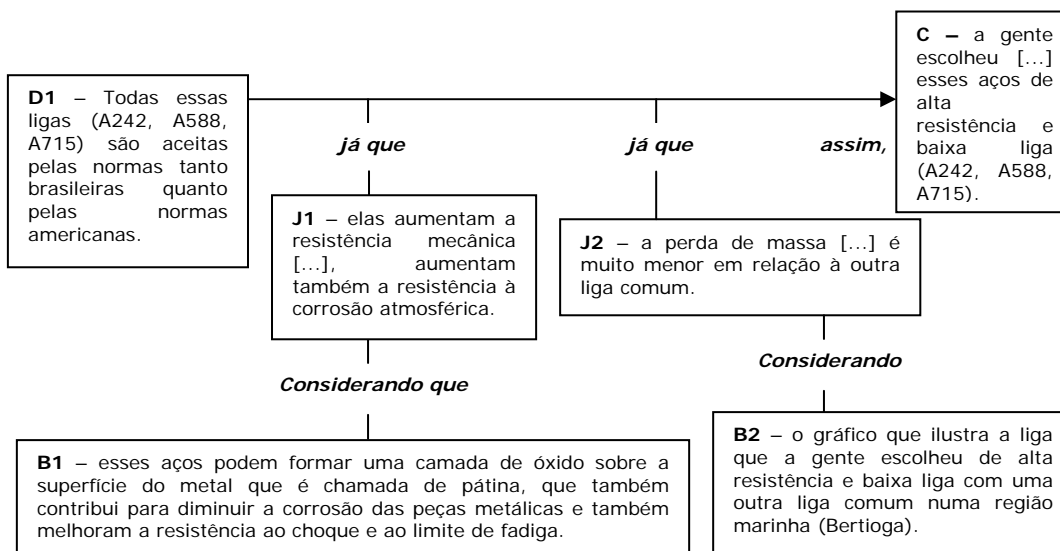 D1 – Todas essas
ligas (A242, A588,
A715) são aceitas
pelas normas tanto
brasileiras quanto
pelas normas
americanas.
já que
já que
assim,
C – a gente
escolheu [...]
esses aços de
alta
resistência e
baixa liga
(A242, A588,
A715).
J1 – elas aumentam a
resistência mecânica
[...], aumentam
também a resistência à
corrosão atmosférica.
J2 – a perda de massa [...] é
muito menor em relação à outra
liga comum.
Considerando que
Considerando
B1 – esses aços podem formar uma camada de óxido sobre a
superfície do metal que é chamada de pátina, que também
contribui para diminuir a corrosão das peças metálicas e também
melhoram a resistência ao choque e ao limite de fadiga.
B2 – o gráfico que ilustra a liga
que a gente escolheu de alta
resistência e baixa liga com uma
outra liga comum numa região
marinha (Bertioga).